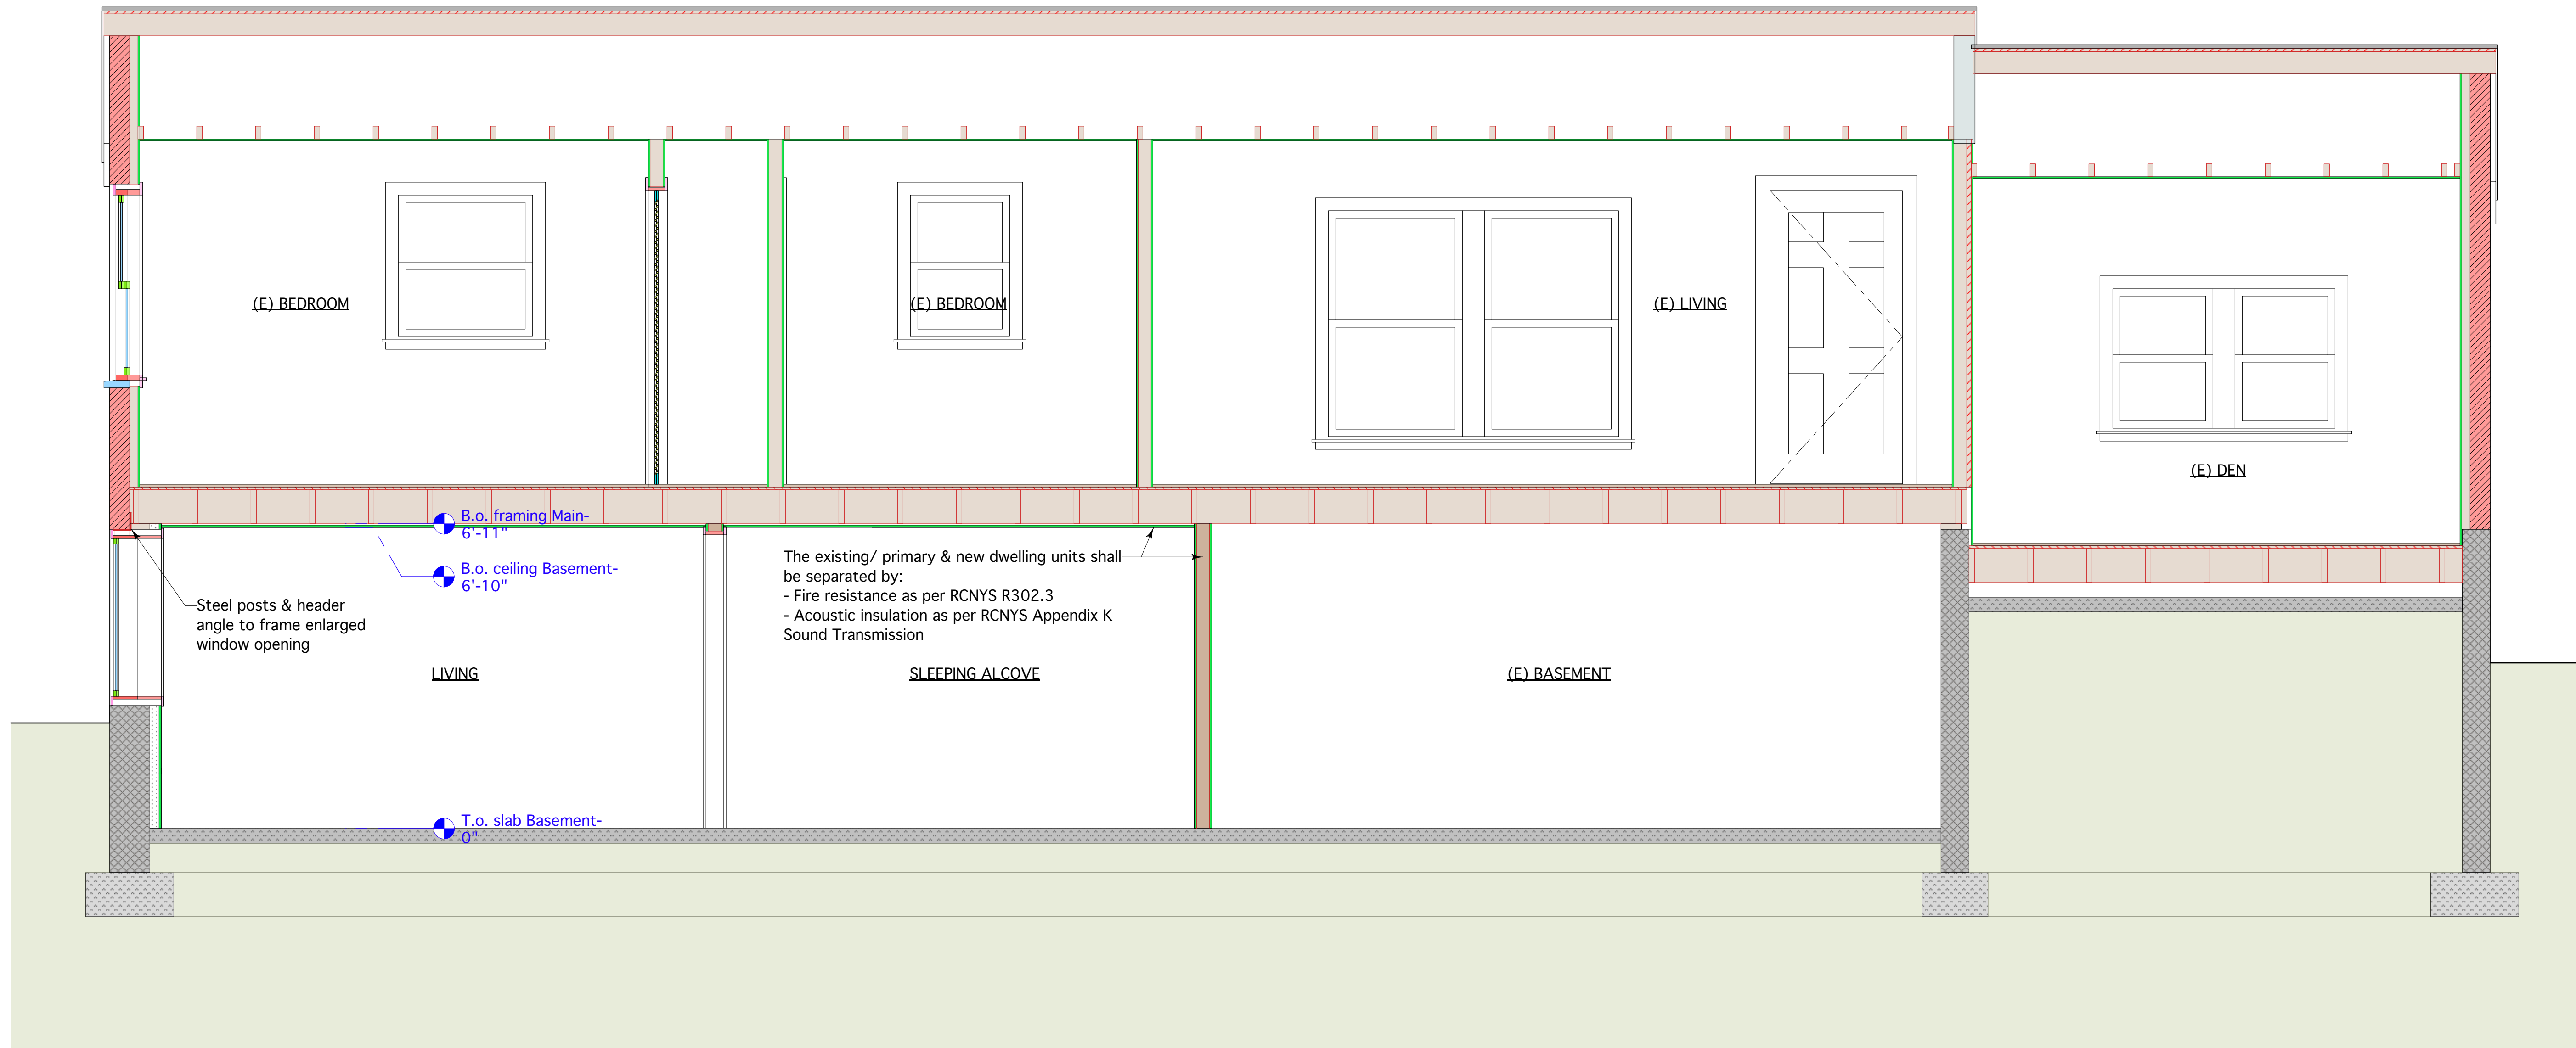 (E) BEDROOM
(E) BEDROOM
(E) LIVING
(E) DEN
B.o. framing Main-
6'-11"
B.o. ceiling Basement-
6'-10"
Steel posts & header
angle to frame enlarged
window opening
The existing/ primary & new dwelling units shall
be separated by:
- Fire resistance as per RCNYS R302.3
- Acoustic insulation as per RCNYS Appendix K
Sound Transmission
LIVING
SLEEPING ALCOVE
(E) BASEMENT
T.o. slab Basement-
0"